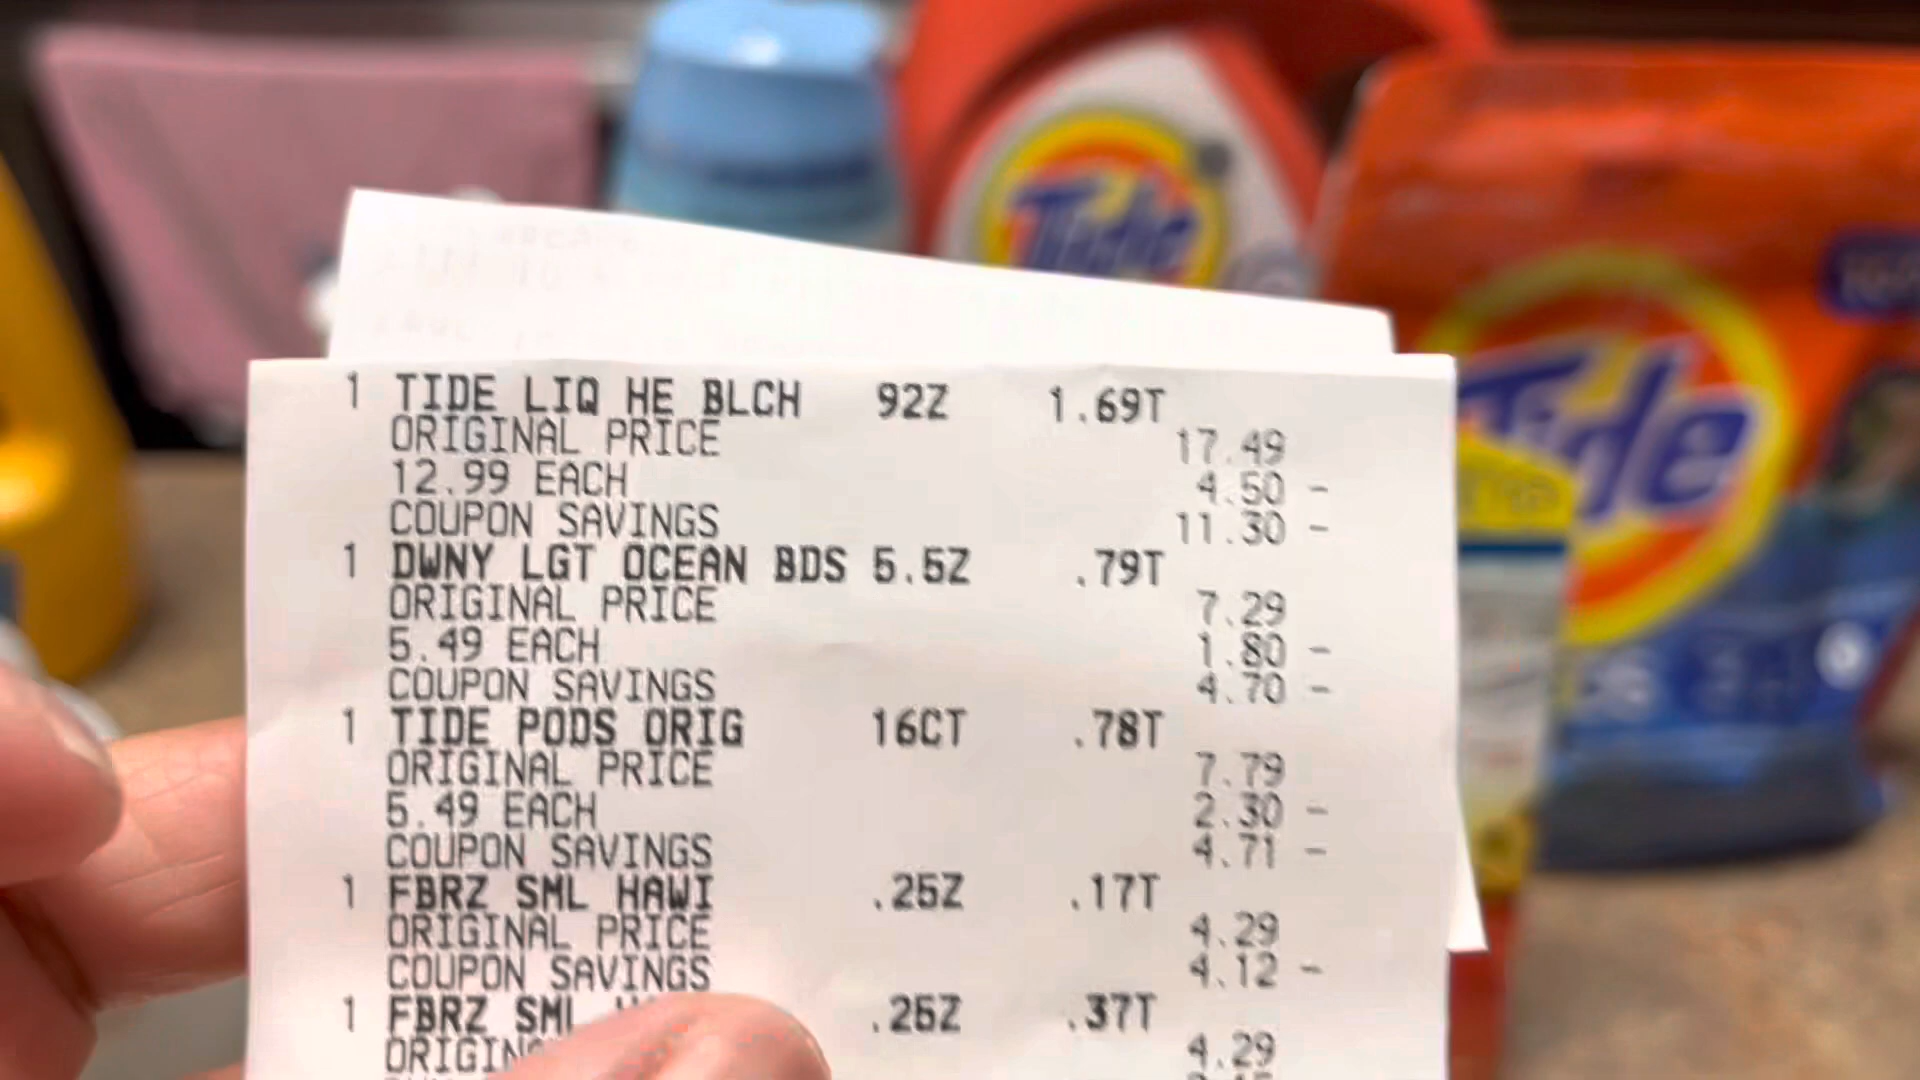 Tide
Tide
1 TIDE LIQ HE BLCH 92Z 1.69T
ORIGINAL PRICE 17.49
12.99 EACH 4.50 -
COUPON SAVINGS 11.30 -
1 DWNY LGT OCEAN BDS 5.5Z .79T
ORIGINAL PRICE 7.29
5.49 EACH 1.80 -
COUPON SAVINGS 4.70 -
1 TIDE PODS ORIG 16CT .78T
ORIGINAL PRICE 7.79
5.49 EACH 2.30 -
COUPON SAVINGS 4.71 -
1 FBRZ SML HAWI .25Z .17T
ORIGINAL PRICE 4.29
COUPON SAVINGS 4.12 -
1 FBRZ SML .25Z .37T
4.29